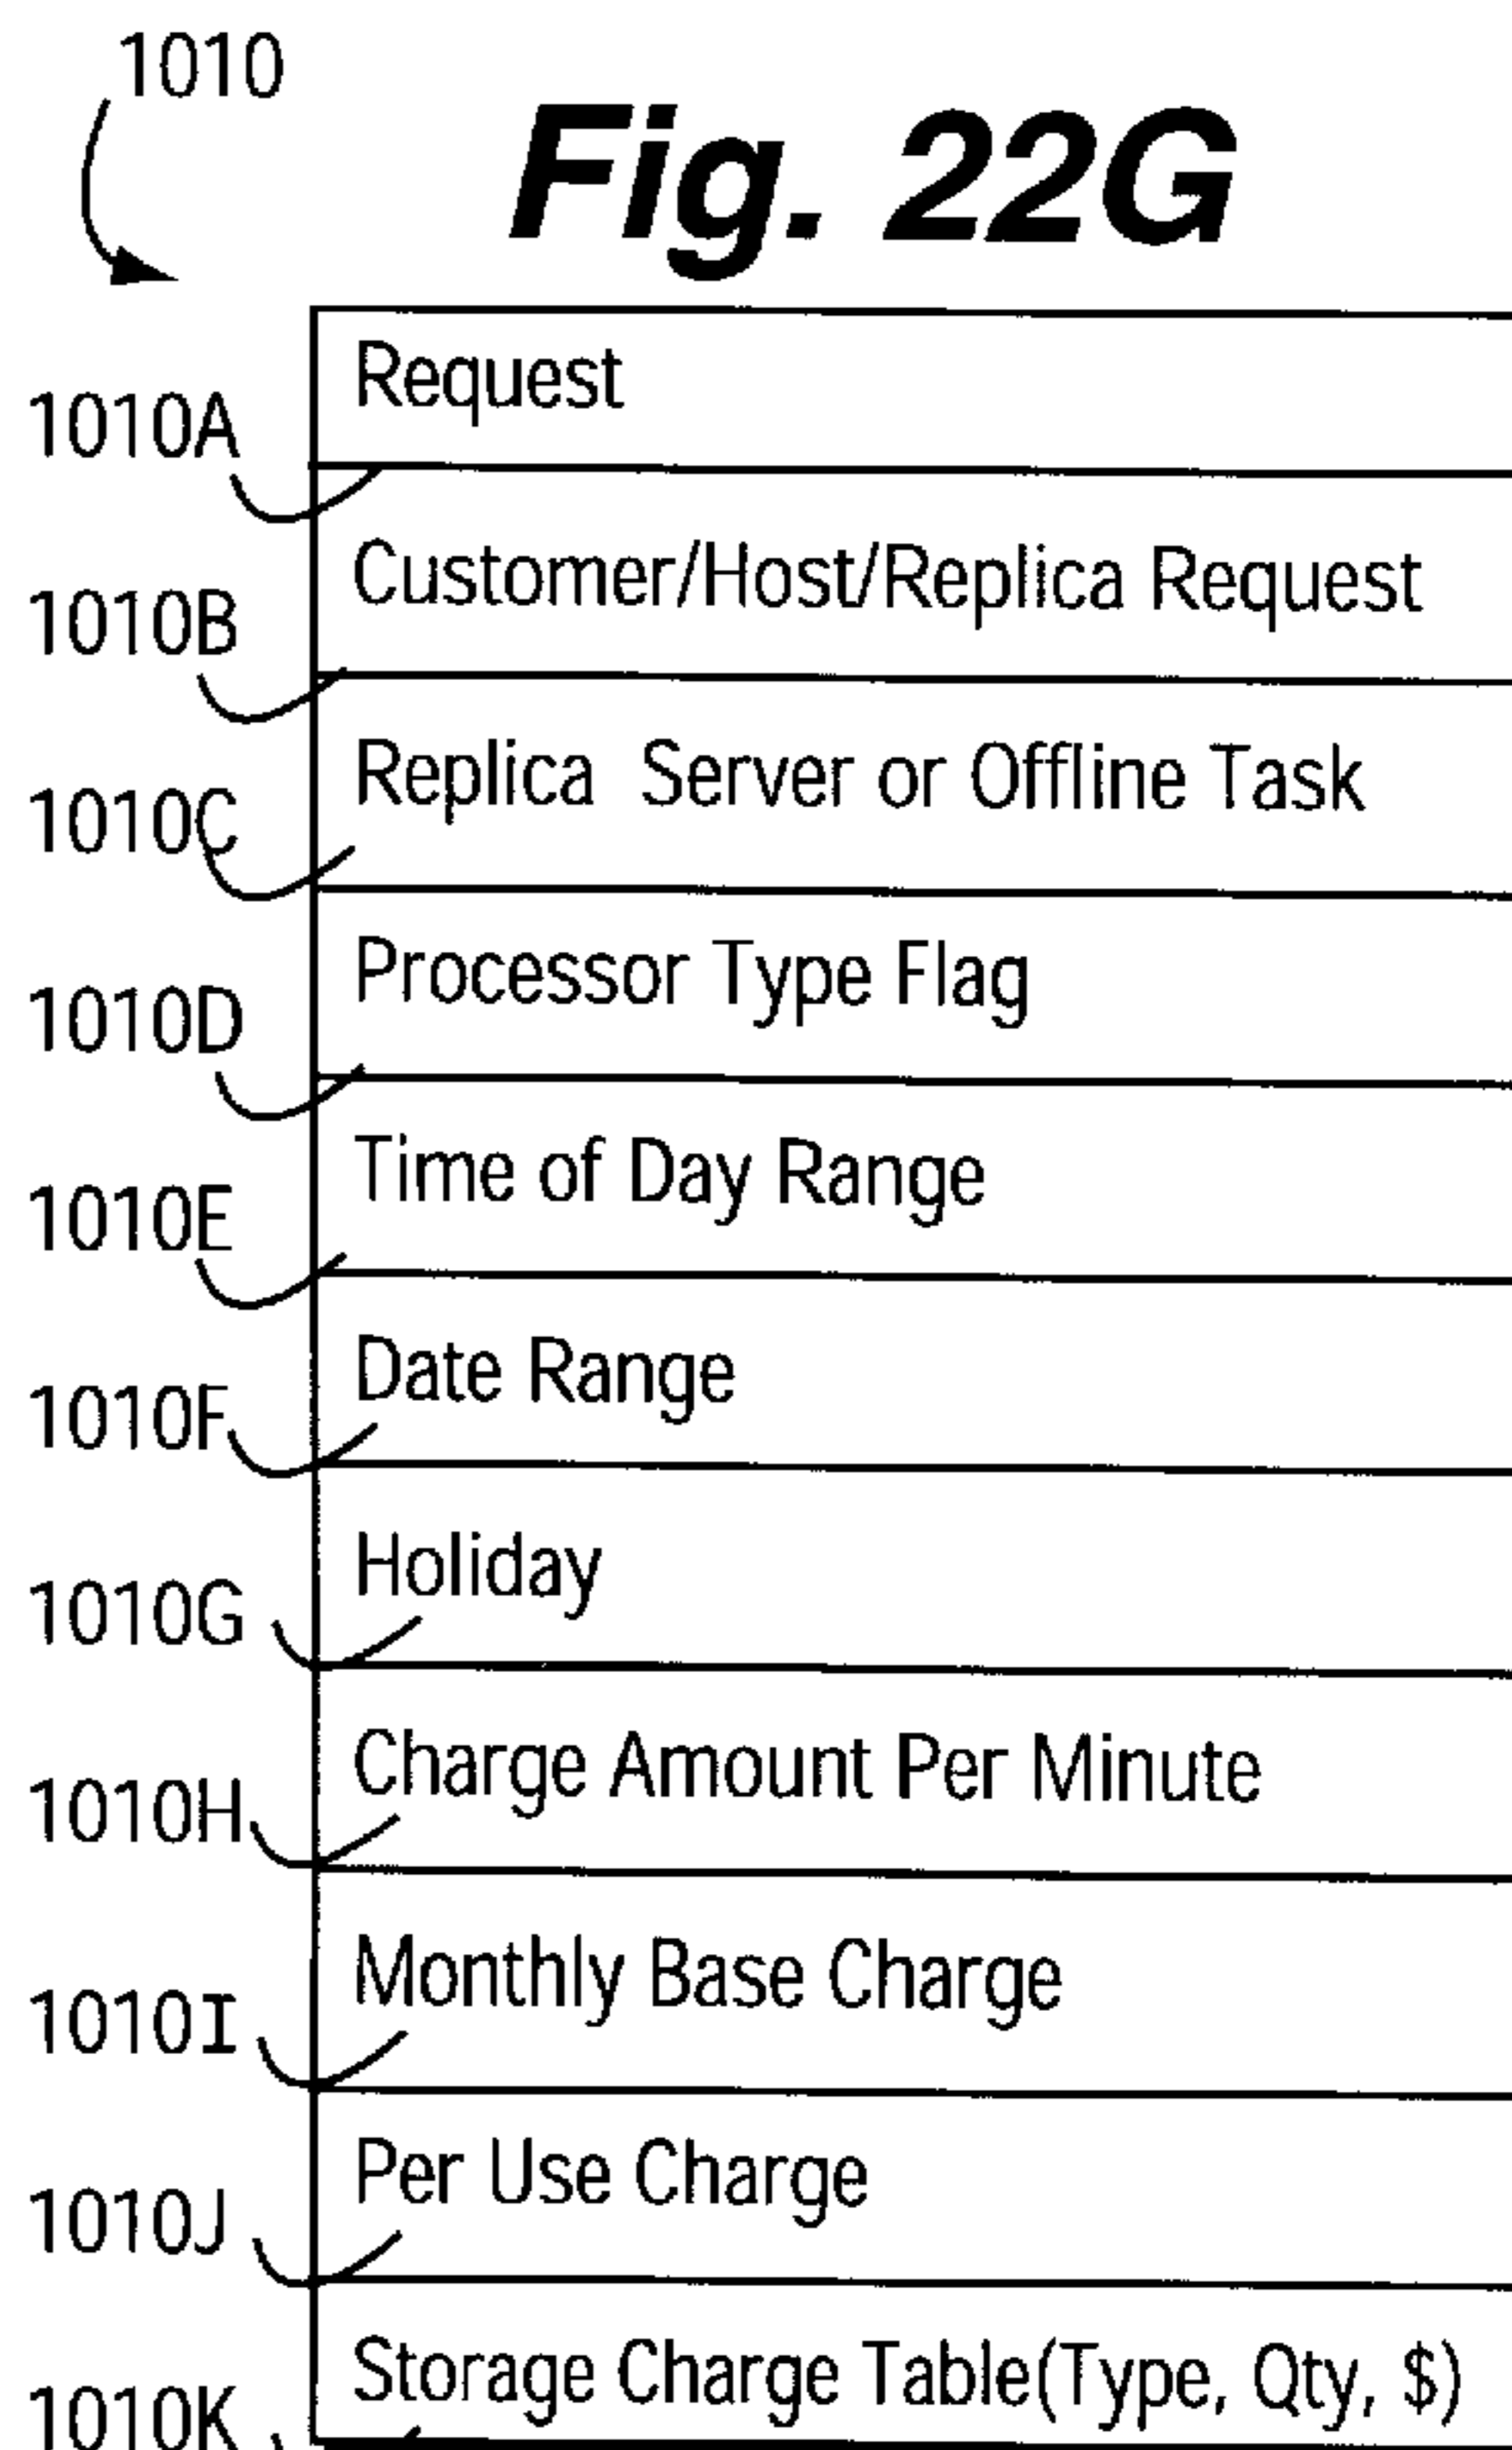 1010
Fig. 22G
Request
1010A
Customer/Host/Replica Request
1010B
Replica Server or Offline Task
1010C
Processor Type Flag
1010D
Time of Day Range
1010E
Date Range
1010F
Holiday
1010G
Charge Amount Per Minute
1010H
Monthly Base Charge
1010I
Per Use Charge
1010J
Storage Charge Table(Type, Qty, $)
1010K